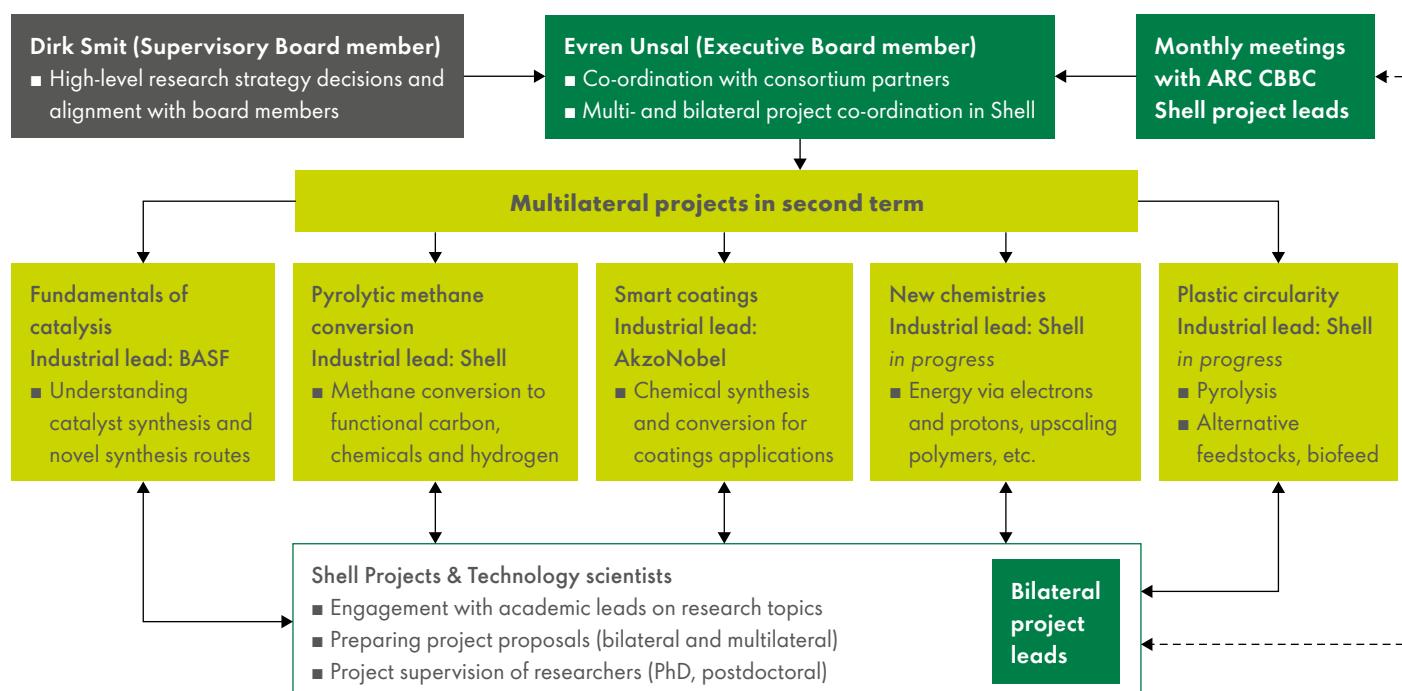 Dirk Smit (Supervisory Board member)
■ High-level research strategy decisions and
alignment with board members
Evren Unsal (Executive Board member)
■ Co-ordination with consortium partners
■ Multi- and bilateral project co-ordination in Shell
Monthly meetings
with ARC CBBC
Shell project leads
Multilateral projects in second term
Fundamentals of
catalysis
Industrial lead: BASF
■ Understanding
catalyst synthesis and
novel synthesis routes
Pyrolytic methane
conversion
Industrial lead: Shell
■ Methane conversion to
functional carbon,
chemicals and hydrogen
Smart coatings
Industrial lead:
AkzoNobel
■ Chemical synthesis
and conversion for
coatings applications
New chemistries
Industrial lead: Shell
in progress
■ Energy via electrons
and protons, upscaling
polymers, etc.
Plastic circularity
Industrial lead: Shell
in progress
■ Pyrolysis
■ Alternative
feedstocks, biofeed
Shell Projects & Technology scientists
■ Engagement with academic leads on research topics
■ Preparing project proposals (bilateral and multilateral)
■ Project supervision of researchers (PhD, postdoctoral)
Bilateral
project
leads